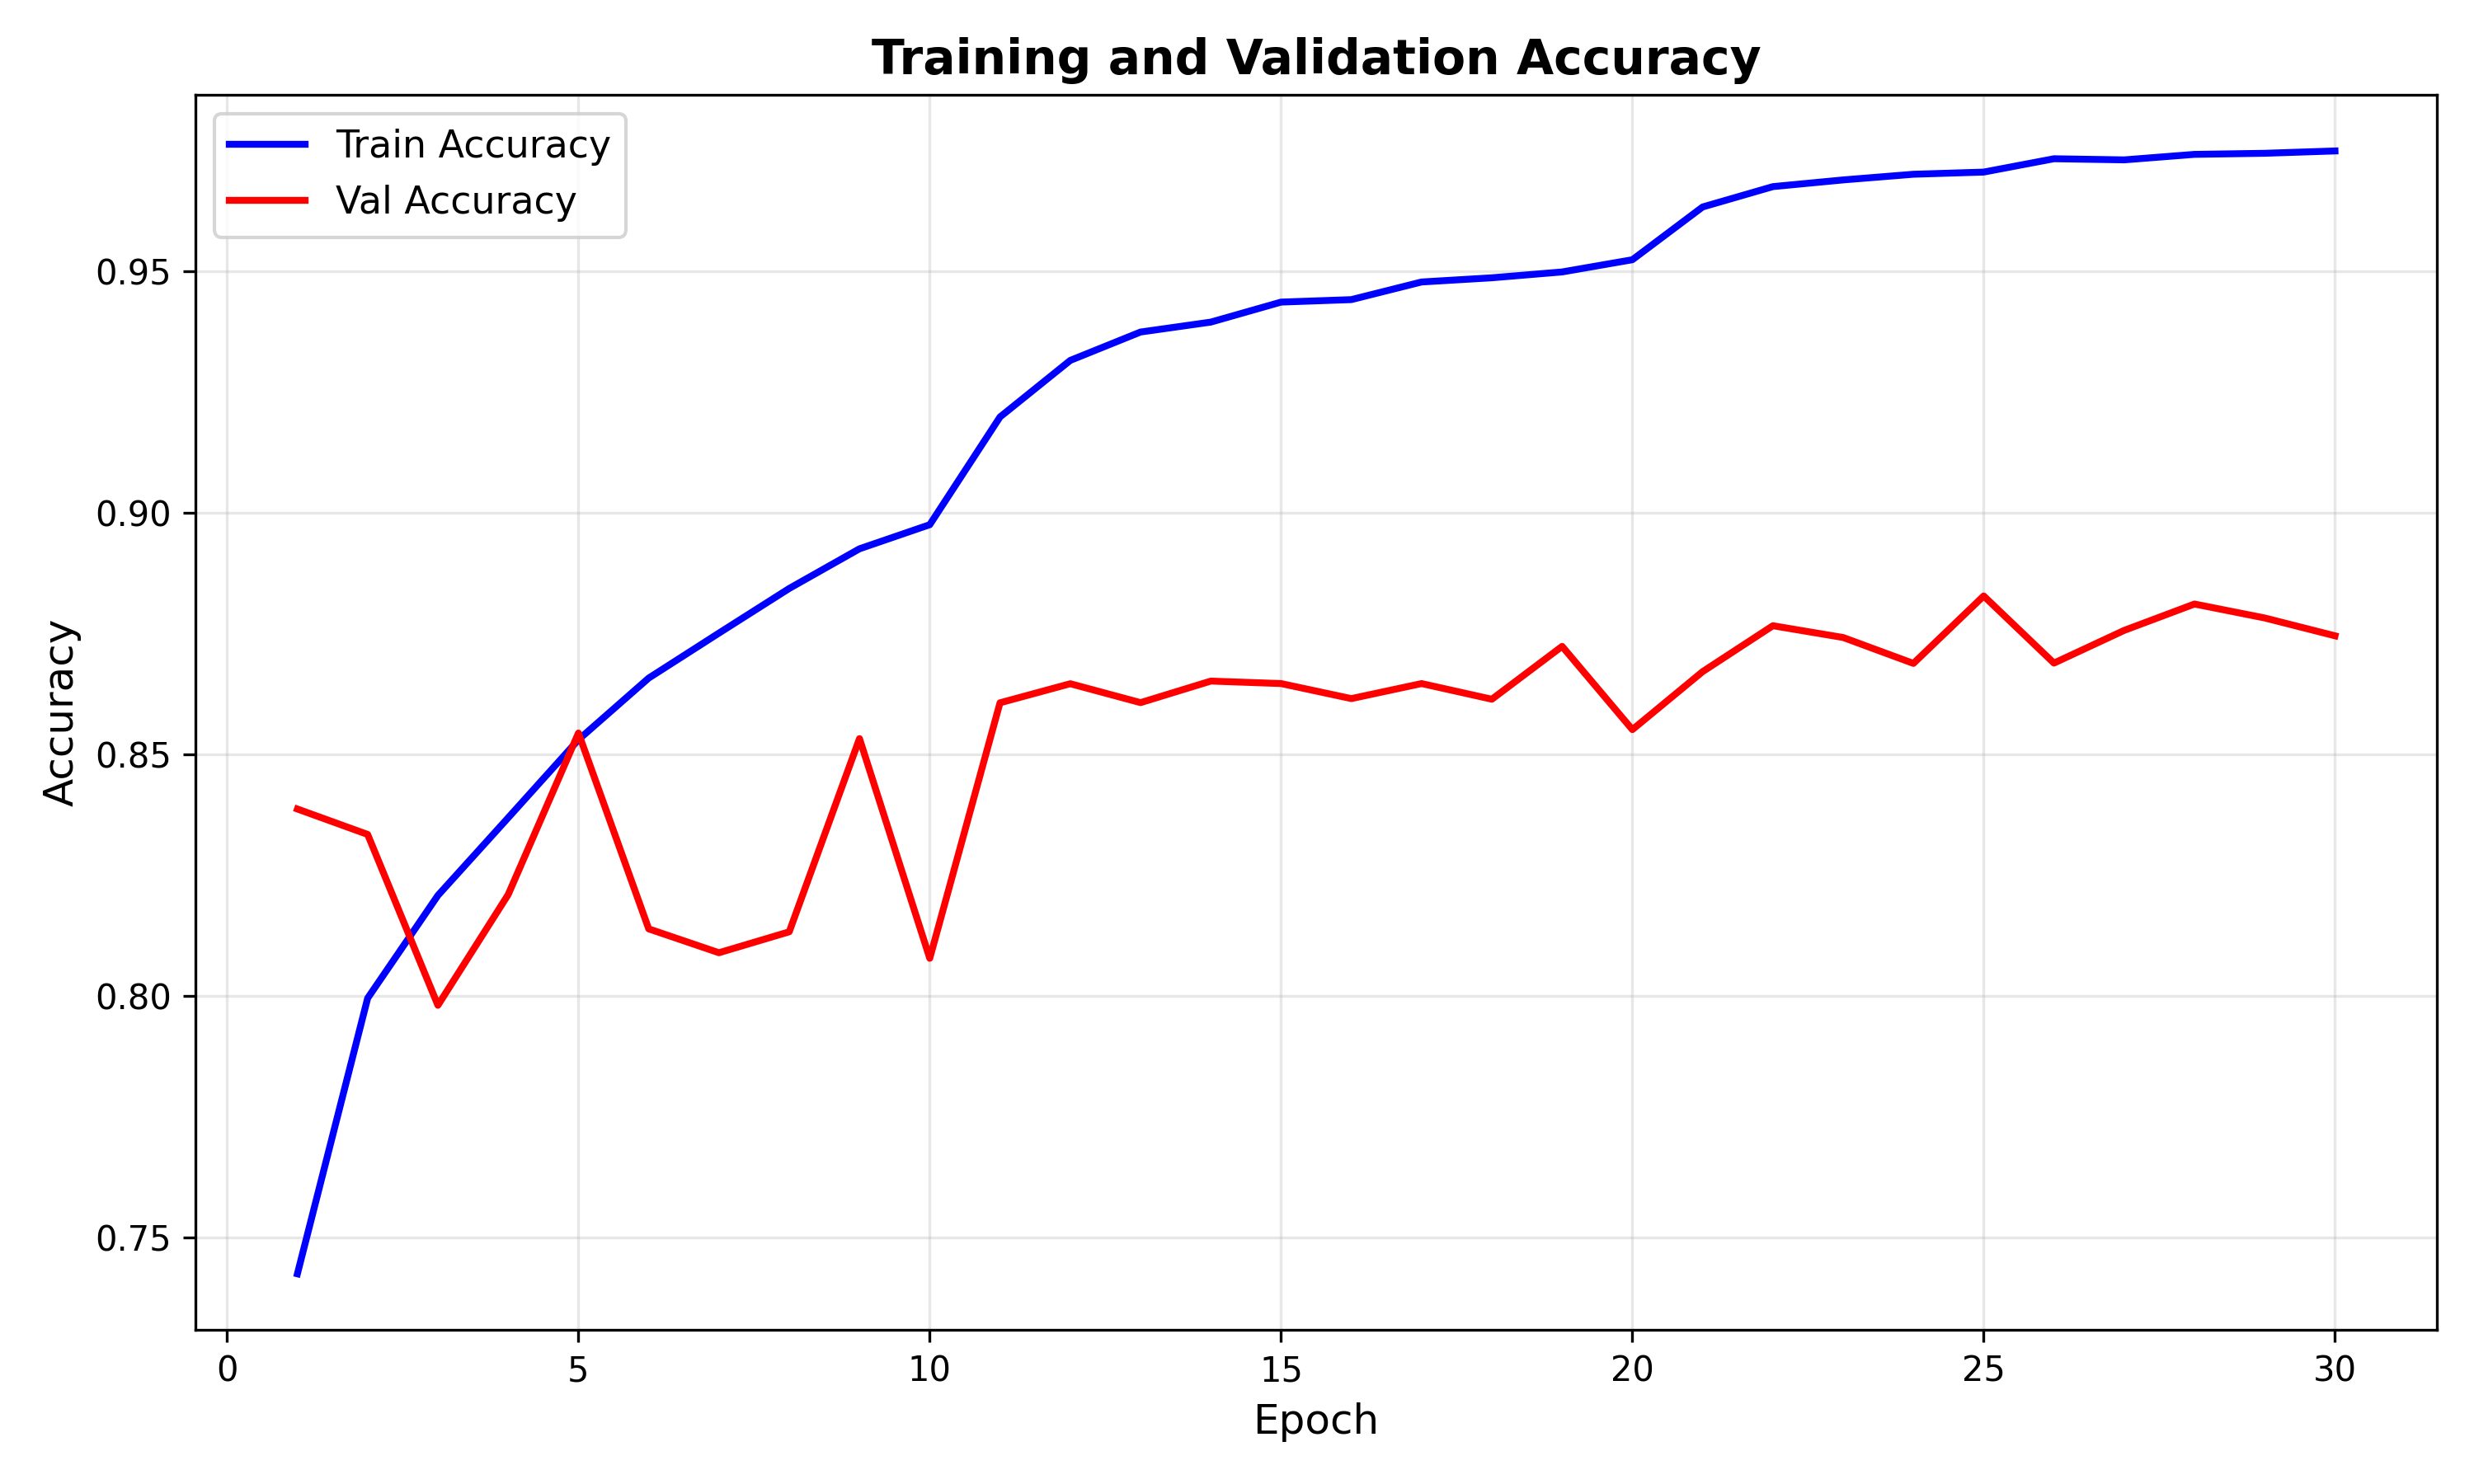 Training and Validation Accuracy
Train Accuracy
Val Accuracy
0.95
0.90
0.85
0.80
0.75
Accuracy
0 5 10 15 20 25 30
Epoch